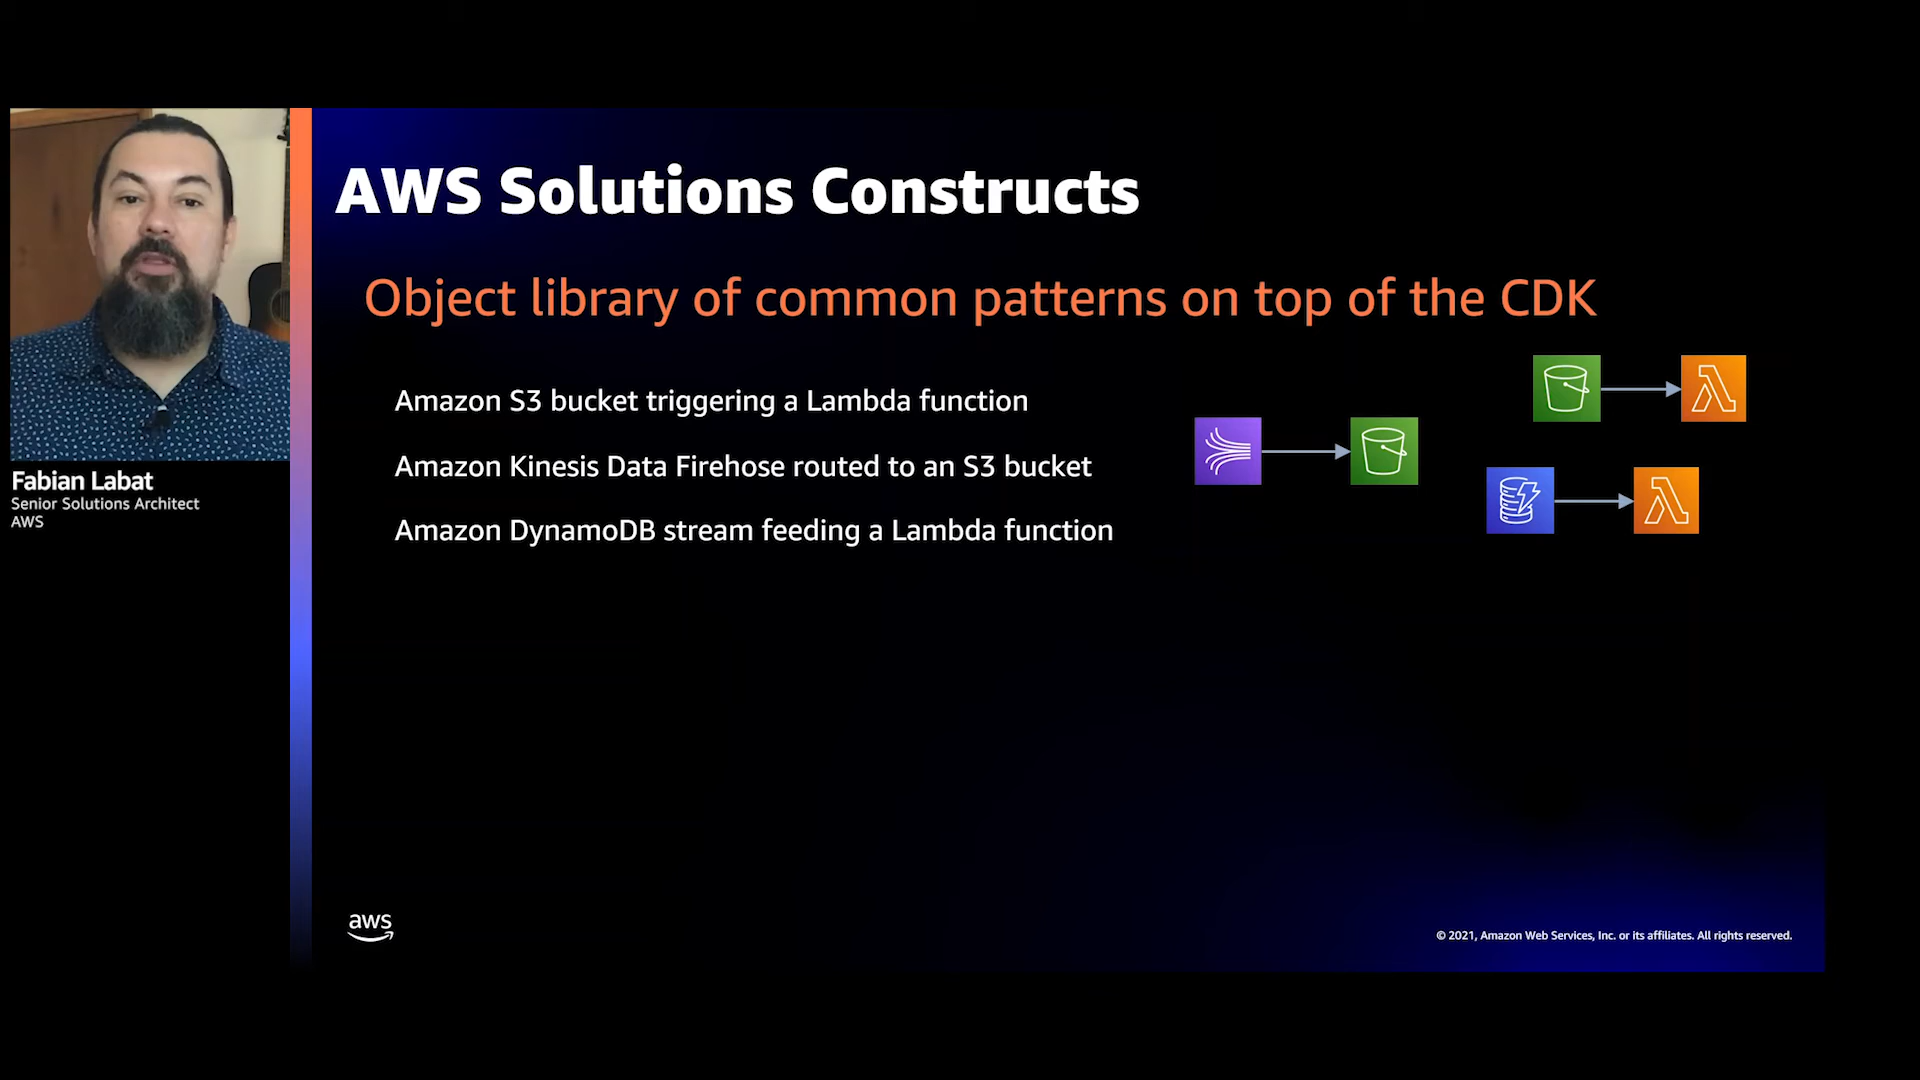 AWS Solutions Constructs
Object library of common patterns on top of the CDK
Amazon S3 bucket triggering a Lambda function
Amazon Kinesis Data Firehose routed to an S3 bucket
Amazon DynamoDB stream feeding a Lambda function
Fabian Labat
Senior Solutions Architect
AWS
aws
© 2021, Amazon Web Services, Inc. or its affiliates. All rights reserved.